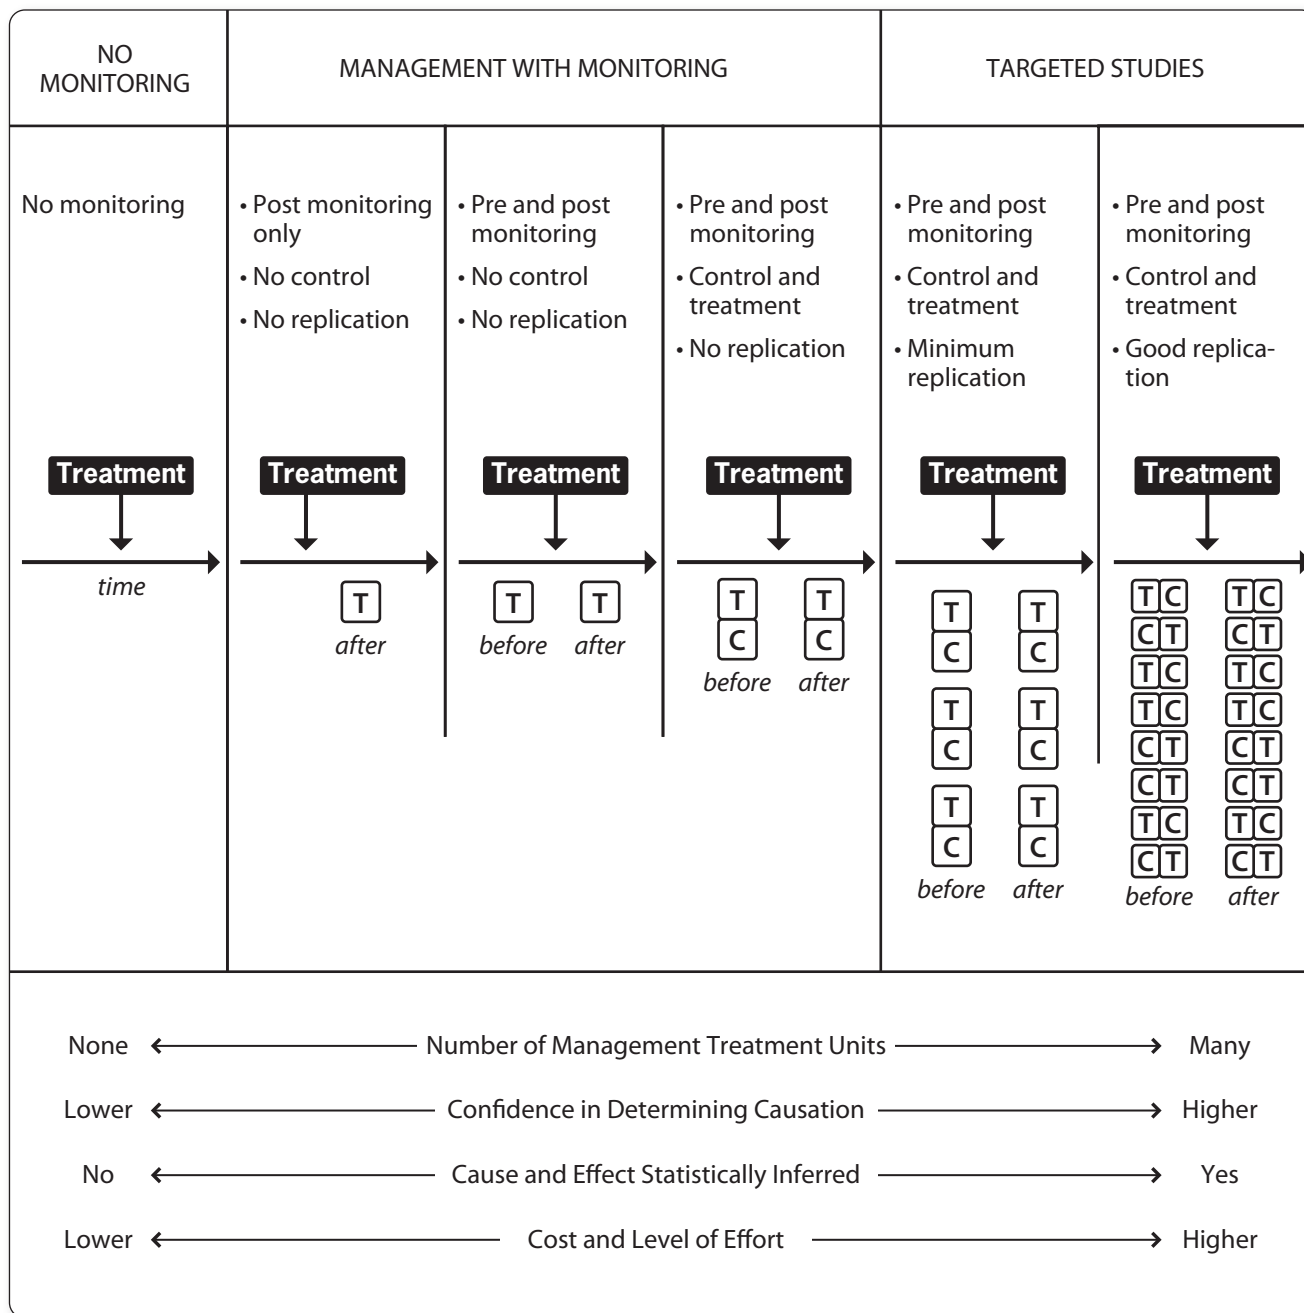 NO
MONITORING
MANAGEMENT WITH MONITORING
TARGETED STUDIES
No monitoring
• Post monitoring
only
• No control
• No replication
• Pre and post
monitoring
• No control
• No replication
• Pre and post
monitoring
• Control and
treatment
• No replication
• Pre and post
monitoring
• Control and
treatment
• Minimum
replication
• Pre and post
monitoring
• Control and
treatment
• Good replica-
tion
Treatment
time
Treatment
T
after
Treatment
T T
before after
Treatment
T T
C C
before after
Treatment
T T
C C
T T
C C
T T
C C
before after
Treatment
T C T C
C T C T
T C T C
T C T C
C T C T
C T C T
T C T C
C T C T
before after
None Number of Management Treatment Units Many
Lower Confidence in Determining Causation Higher
No Cause and Effect Statistically Inferred Yes
Lower Cost and Level of Effort Higher